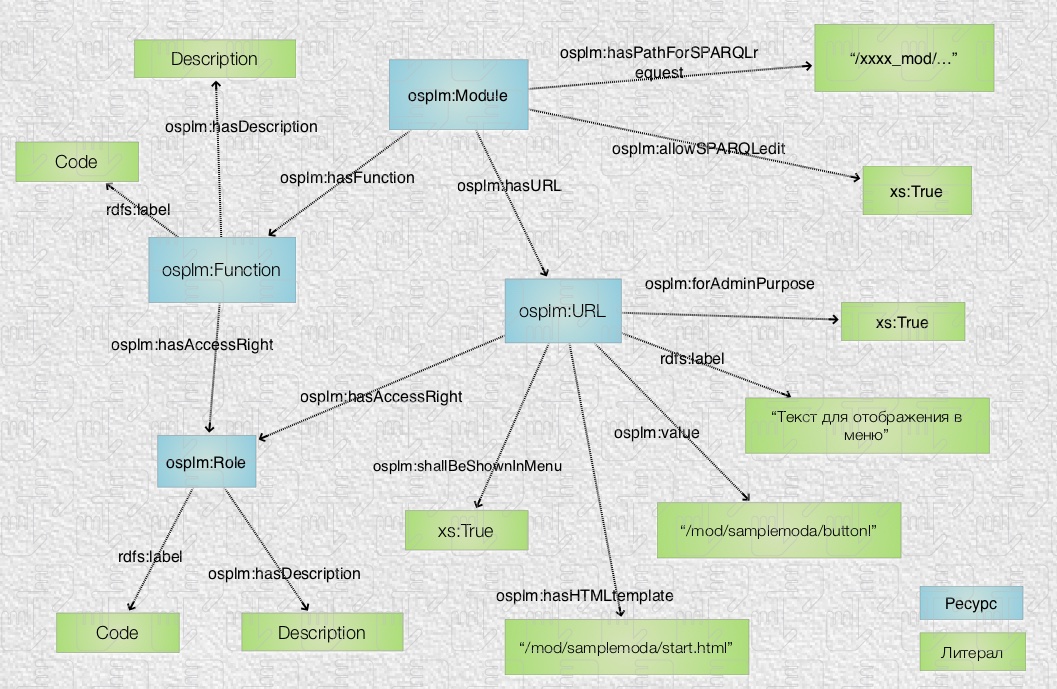 Description
osplm:hasPathForSPARQLr
equest
"/xxxx_mod/…"
osplm:Module
osplm:hasDescription
osplm:allowSPARQLedit
Code
osplm:hasFunction
osplm:hasURL
xs:True
rdfs:label
osplm:Function
osplm:forAdminPurpose
osplm:URL
xs:True
osplm:hasAccessRight
rdfs:label
osplm:hasAccessRight
"Текст для отображения в
меню"
osplm:value
osplm:Role
osplm:shallBeShownInMenu
xs:True
"/mod/samplemoda/buttonI"
rdfs:label
osplm:hasDescription
osplm:hasHTMLtemplate
Ресурс
Code
Description
"/mod/samplemoda/start.html"
Литерал